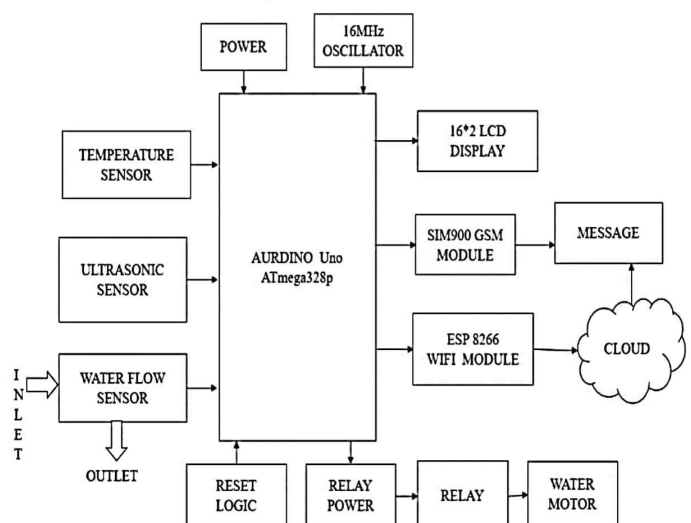 POWER
16MHz
OSCILLATOR
TEMPERATURE
SENSOR
16*2 LCD
DISPLAY
AURDINO Uno
ATmega328p
ULTRASONIC
SENSOR
SIM900 GSM
MODULE
MESSAGE
ESP 8266
WIFI MODULE
CLOUD
INLET
WATER FLOW
SENSOR
OUTLET
RESET
LOGIC
RELAY
POWER
RELAY
WATER
MOTOR